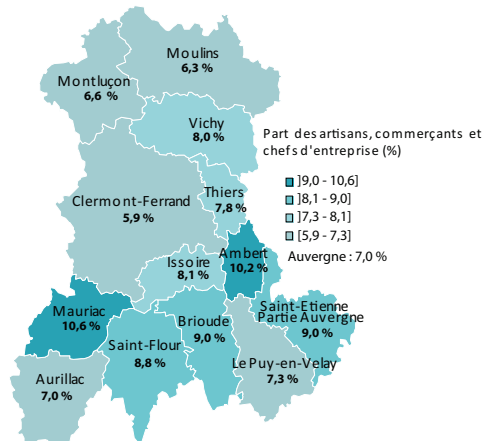 Moulins
6,3 %
Montluçon
6,6 %
Vichy
8,0 %
Part des artisans, commerçants et
chefs d'entreprise (%)
]9,0 - 10,6]
]8,1 - 9,0]
]7,3 - 8,1]
[5,9 - 7,3]
Auvergne : 7,0 %
Thiers
7,8 %
Clermont-Ferrand
5,9 %
Ambert
10,2 %
Issoire
8,1 %
Mauriac
10,6 %
Brioude
9,0 %
Saint-Etienne
Partie Auvergne
9,0 %
Saint-Flour
8,8 %
Le Puy-en-Velay
7,3 %
Aurillac
7,0 %